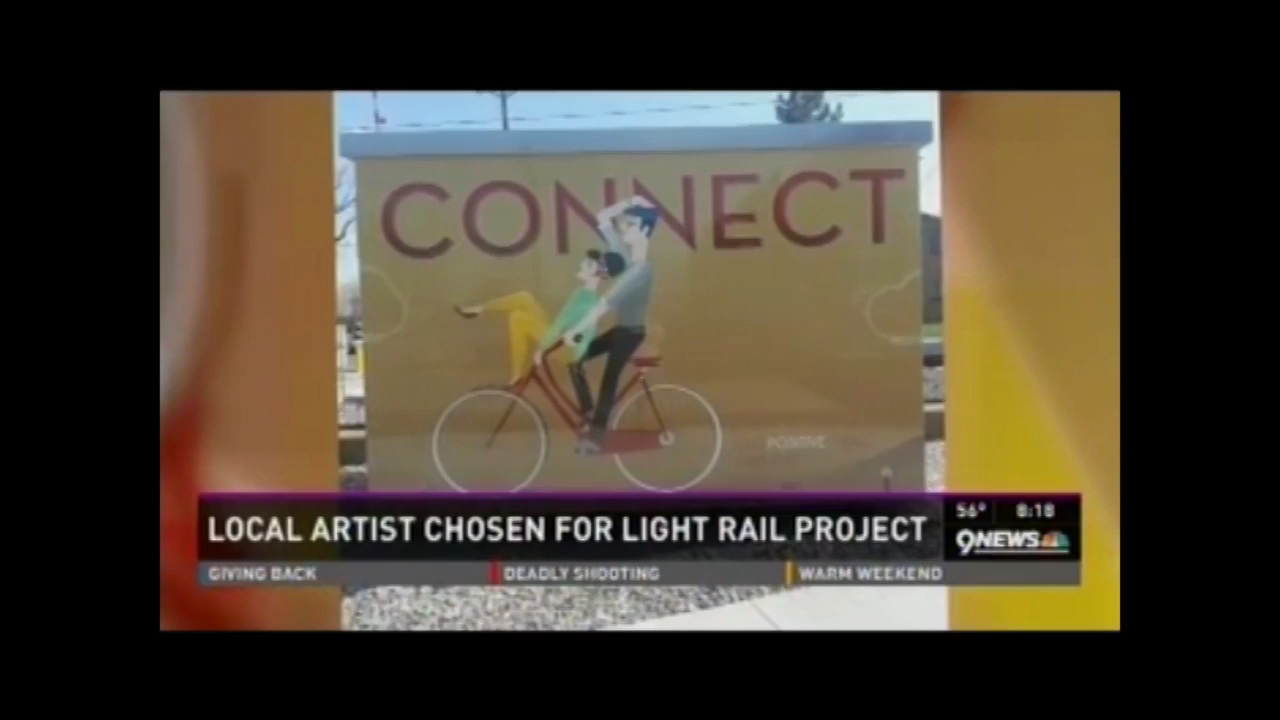 CONNECT
POSITIVE
LOCAL ARTIST CHOSEN FOR LIGHT RAIL PROJECT
56° 8:18
9NEWS
GIVING BACK DEADLY SHOOTING WARM WEEKEND